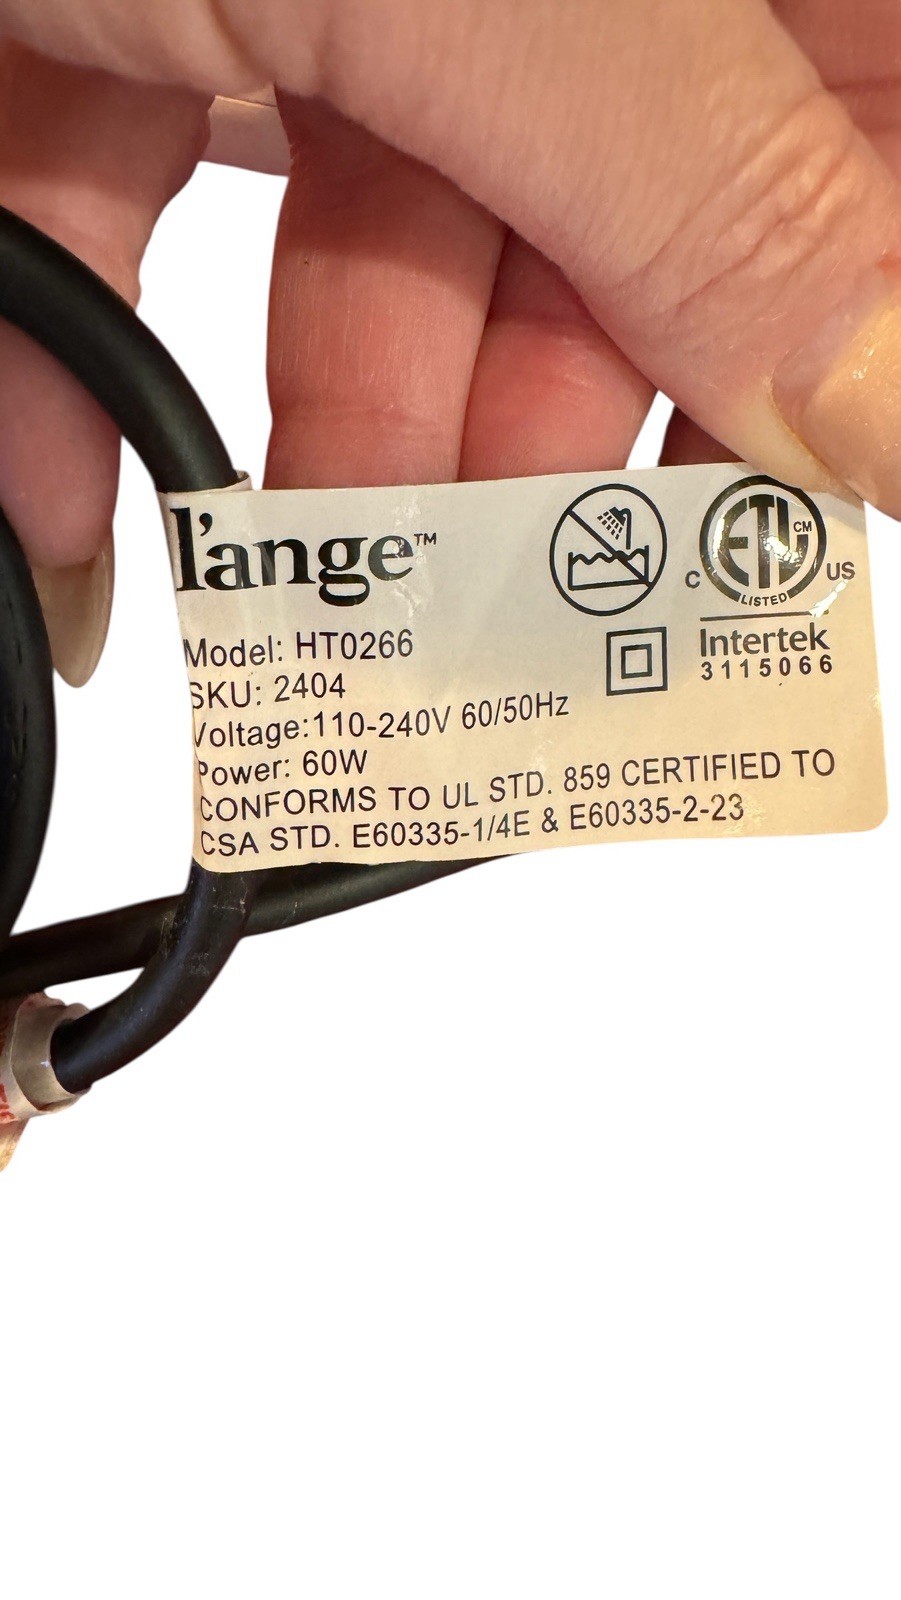 l'ange™
Model: HT0266
SKU: 2404
Voltage:110-240V 60/50Hz
Power: 60W
CONFORMS TO UL STD. 859 CERTIFIED TO
CSA STD. E60335-1/4E & E60335-2-23
ETL CM
C US
LISTED
Intertek
3115066